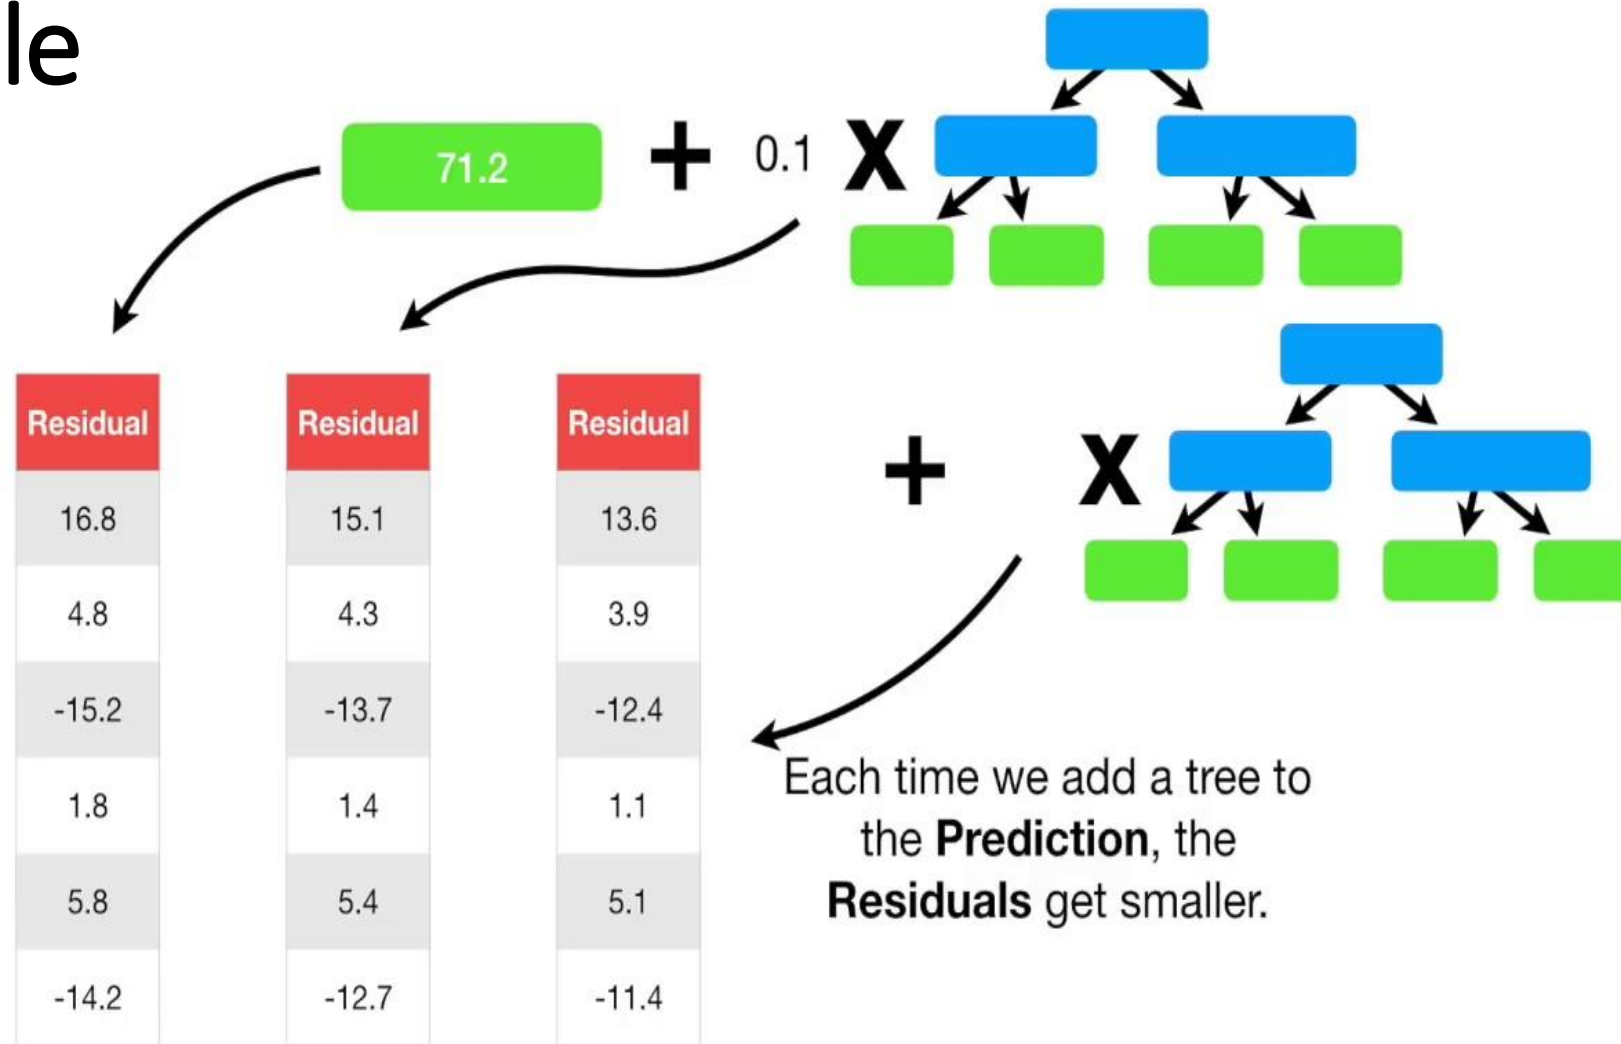 le
71.2 + 0.1 X
+ X
Residual Residual Residual
16.8 15.1 13.6
4.8 4.3 3.9
-15.2 -13.7 -12.4
1.8 1.4 1.1
5.8 5.4 5.1
-14.2 -12.7 -11.4
Each time we add a tree to
the Prediction, the
Residuals get smaller.